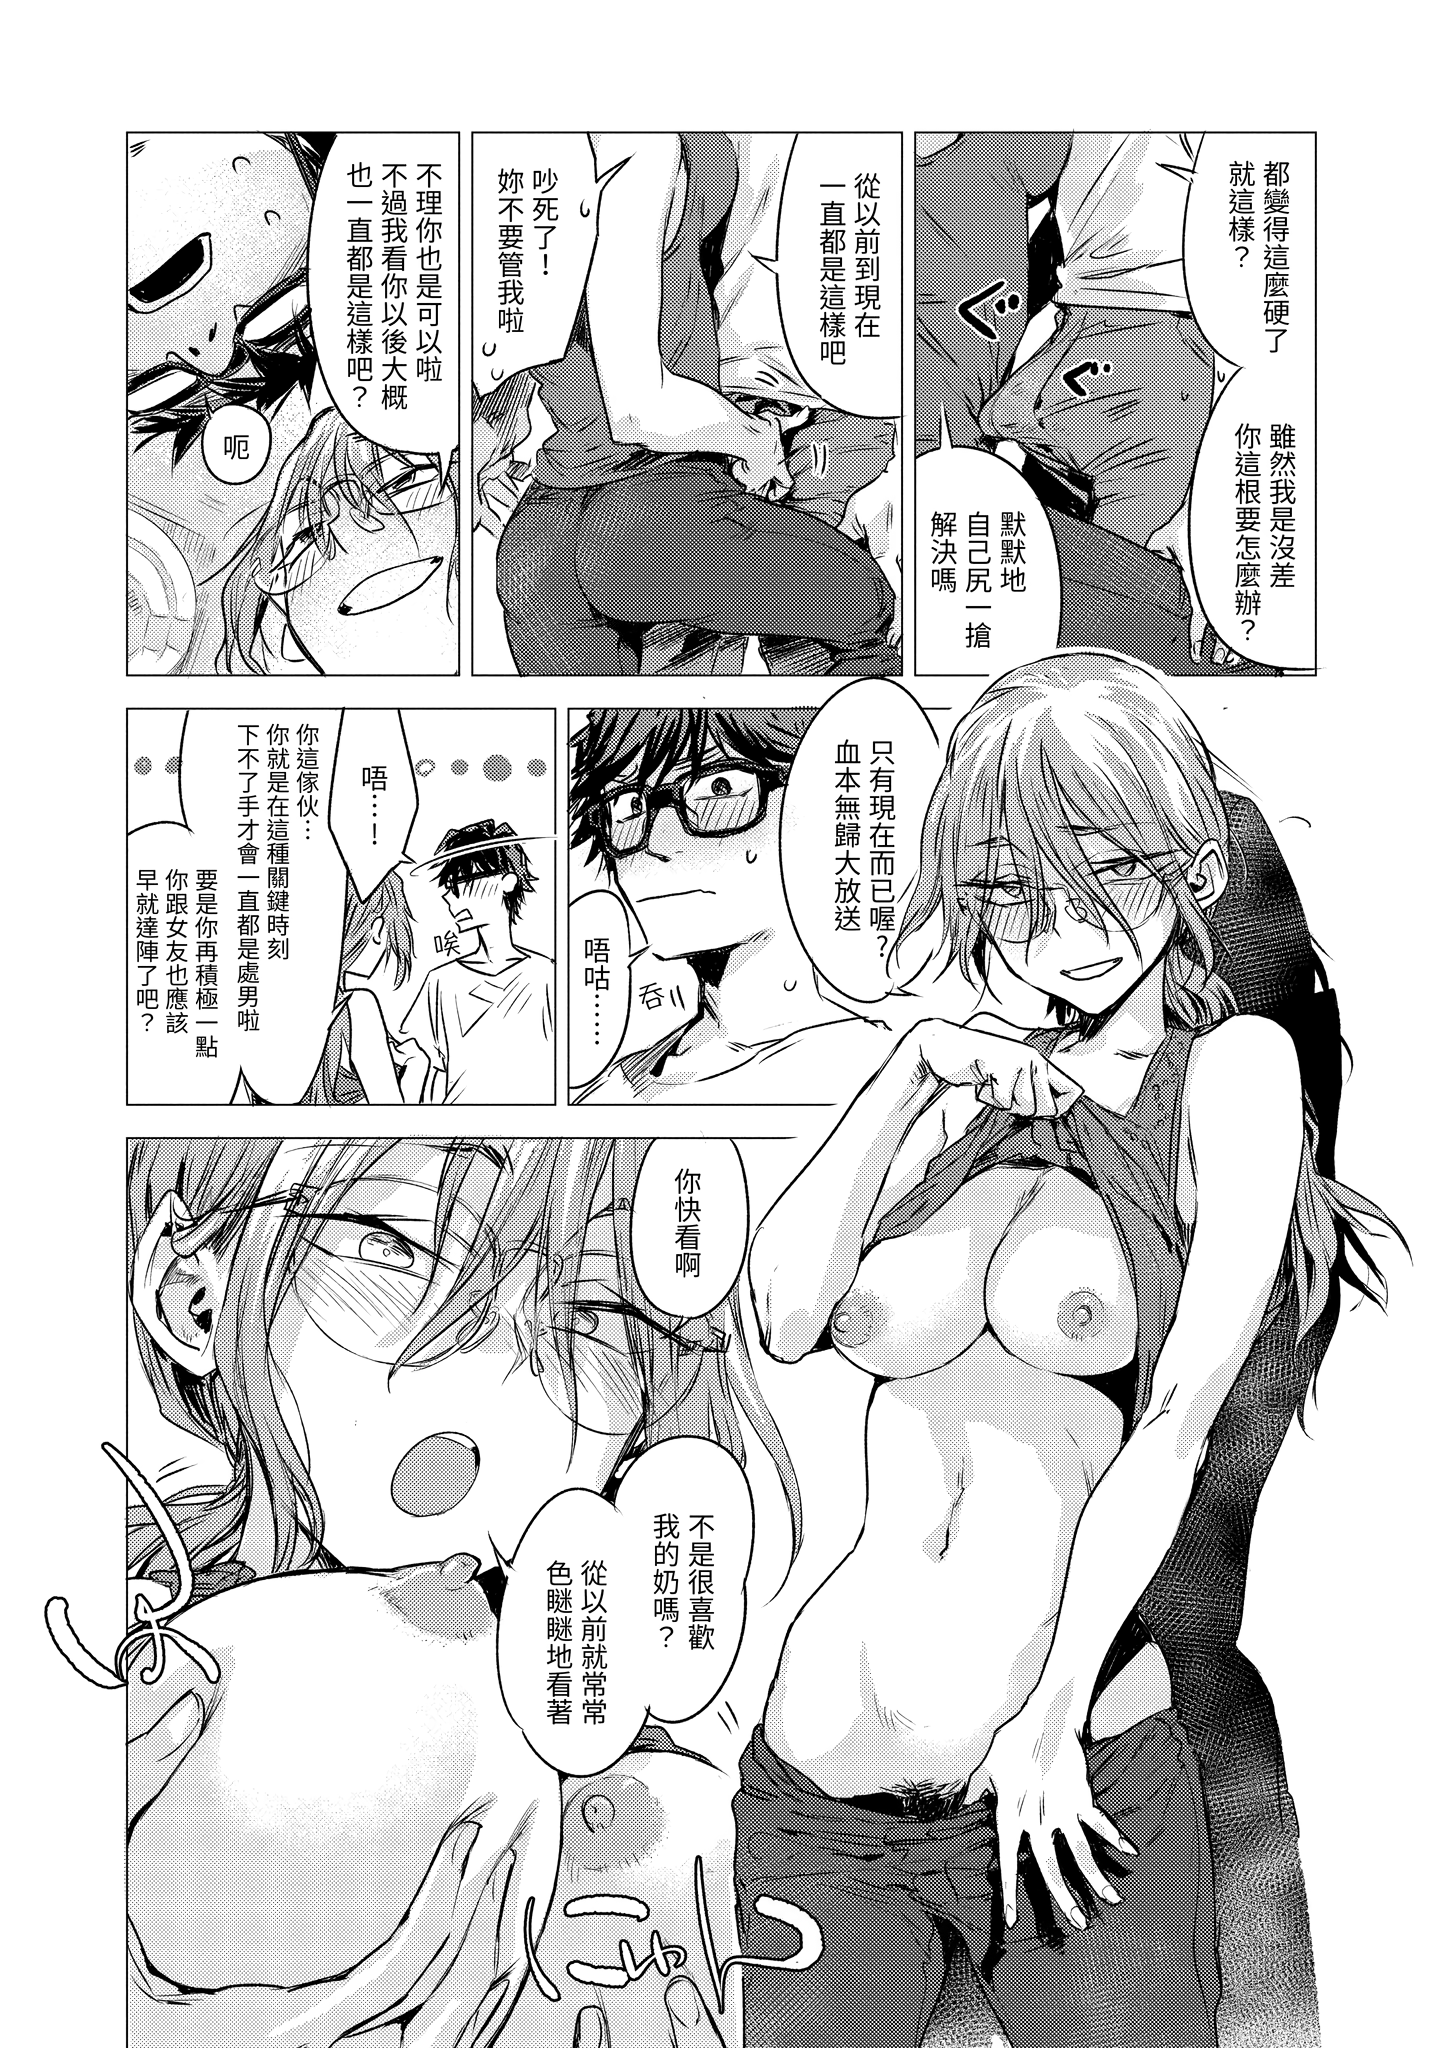 都變得這麼硬了
就這樣？
雖然我是沒差
你這根要怎麼辦？
ぐ
ぐ
默默地
自己尻一搶
解決嗎
從以前到現在
一直都是這樣吧
吵死了！
妳不要管我啦
不理你也是可以啦
不過我看你以後大概
也一直都是這樣吧？
呃
只有現在而已喔？
血本無歸大放送
唔咕……
吞
唔…！
唉
你這傢伙…
你就是在這種關鍵時刻
下不了手才會一直都是處男啦
要是你再積極一點
你跟女友也應該
早就達陣了吧？
你快看啊
不是很喜歡
我的奶嗎？
從以前就常常
色瞇瞇地看著